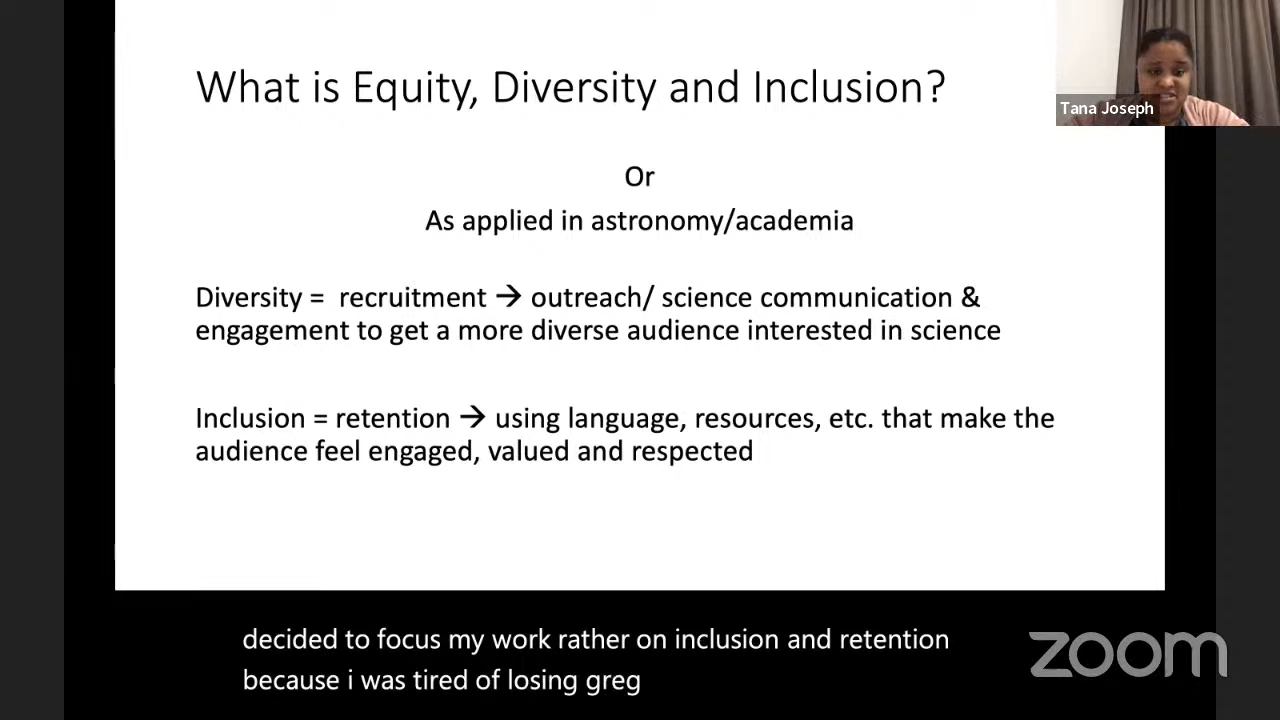 What is Equity, Diversity and Inclusion?
Tana Joseph
Or
As applied in astronomy/academia
Diversity = recruitment → outreach/ science communication &
engagement to get a more diverse audience interested in science
Inclusion = retention → using language, resources, etc. that make the
audience feel engaged, valued and respected
decided to focus my work rather on inclusion and retention
because i was tired of losing greg
zoom